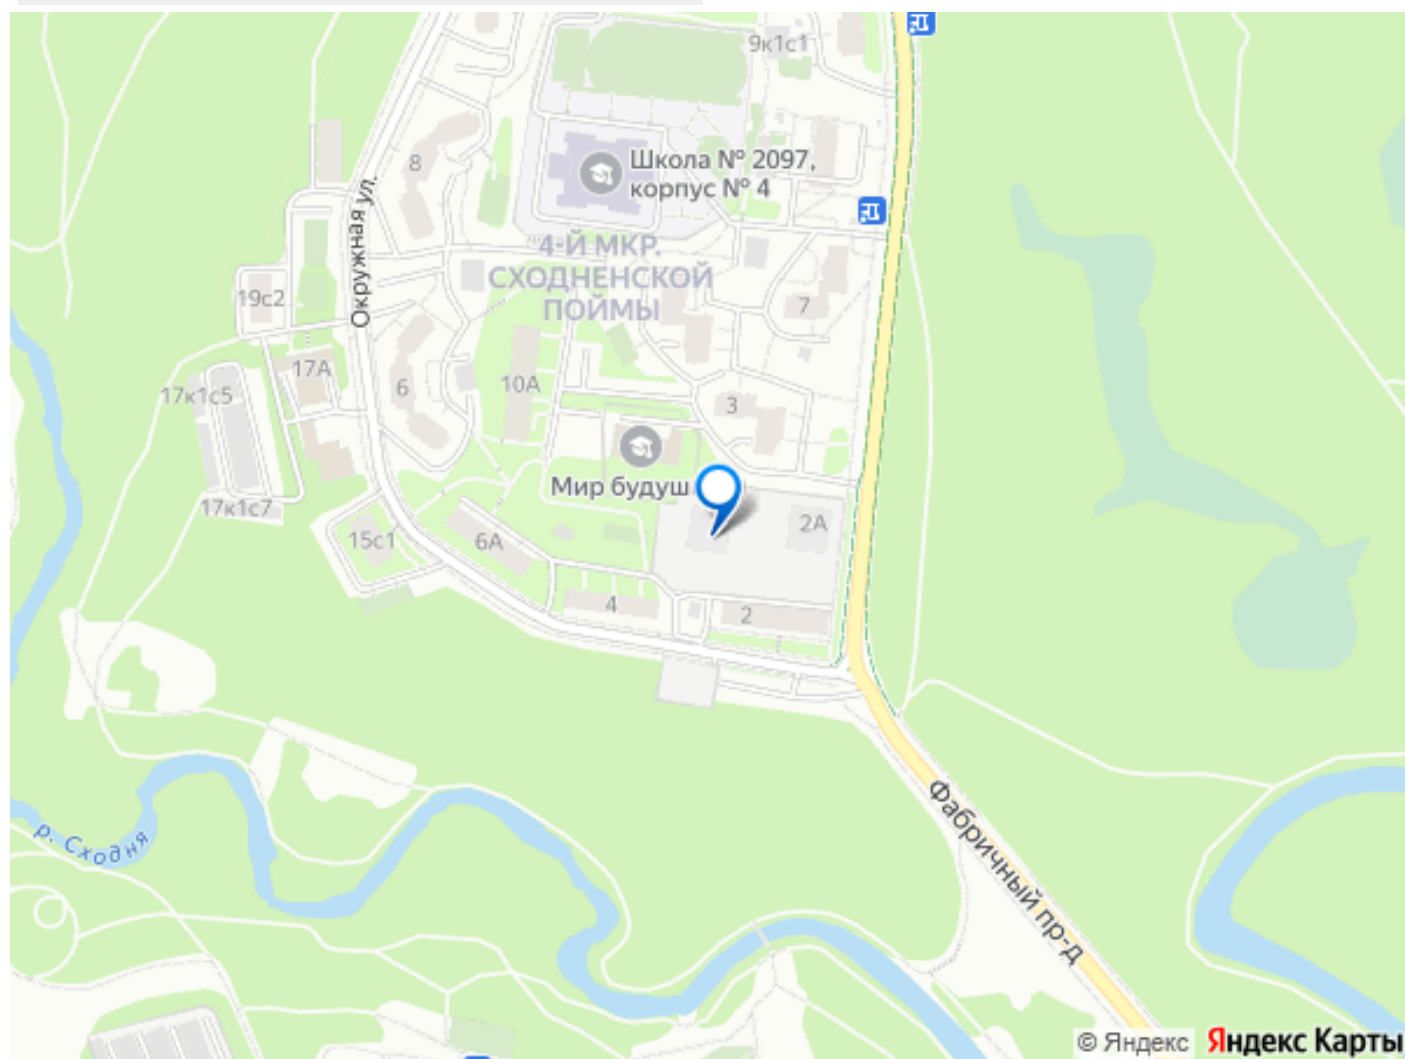 9к1с1
8
Школа № 2097,
корпус № 4
Окружная ул.
4-Й МКР.
СХОДНЕНСКОЙ
ПОЙМЫ
19с2
7
17А
17к1с5
6
10А
3
Мир будущ
17к1с7
2А
15с1
6А
4
2
р. Сходня
Фабричный пр-д
© Яндекс Яндекс Карты